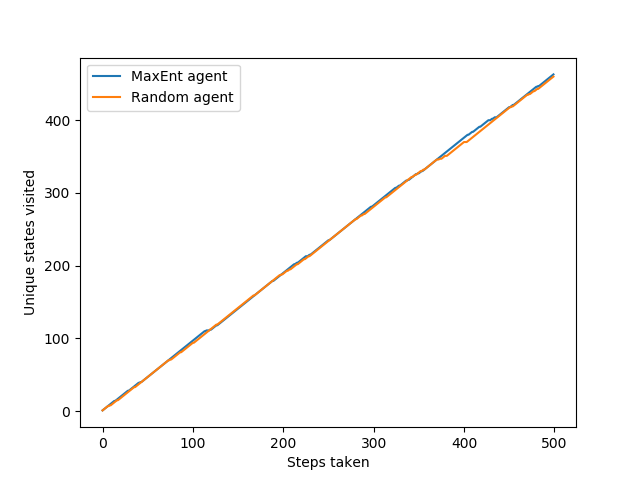 MaxEnt agent
Random agent
400
300
200
100
0
Unique states visited
0 100 200 300 400 500
Steps taken